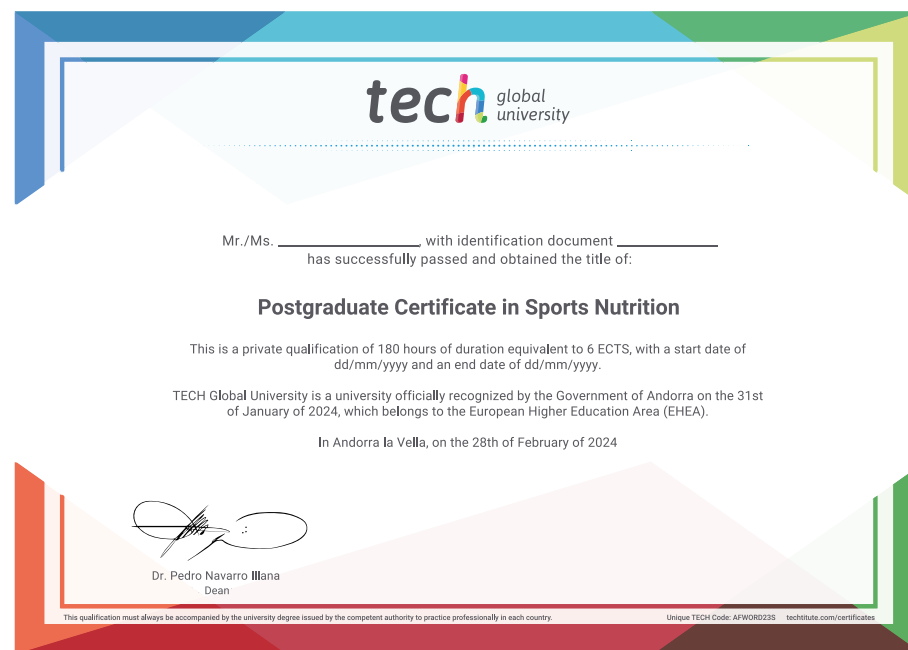 tech global
university
Mr./Ms. ____________________, with identification document ______________
has successfully passed and obtained the title of:
Postgraduate Certificate in Sports Nutrition
This is a private qualification of 180 hours of duration equivalent to 6 ECTS, with a start date of
dd/mm/yyyy and an end date of dd/mm/yyyy.
TECH Global University is a university officially recognized by the Government of Andorra on the 31st
of January of 2024, which belongs to the European Higher Education Area (EHEA).
In Andorra la Vella, on the 28th of February of 2024
Dr. Pedro Navarro Illana
Dean
This qualification must always be accompanied by the university degree issued by the competent authority to practice professionally in each country.
Unique TECH Code: AFWORD23S techtitute.com/certificates